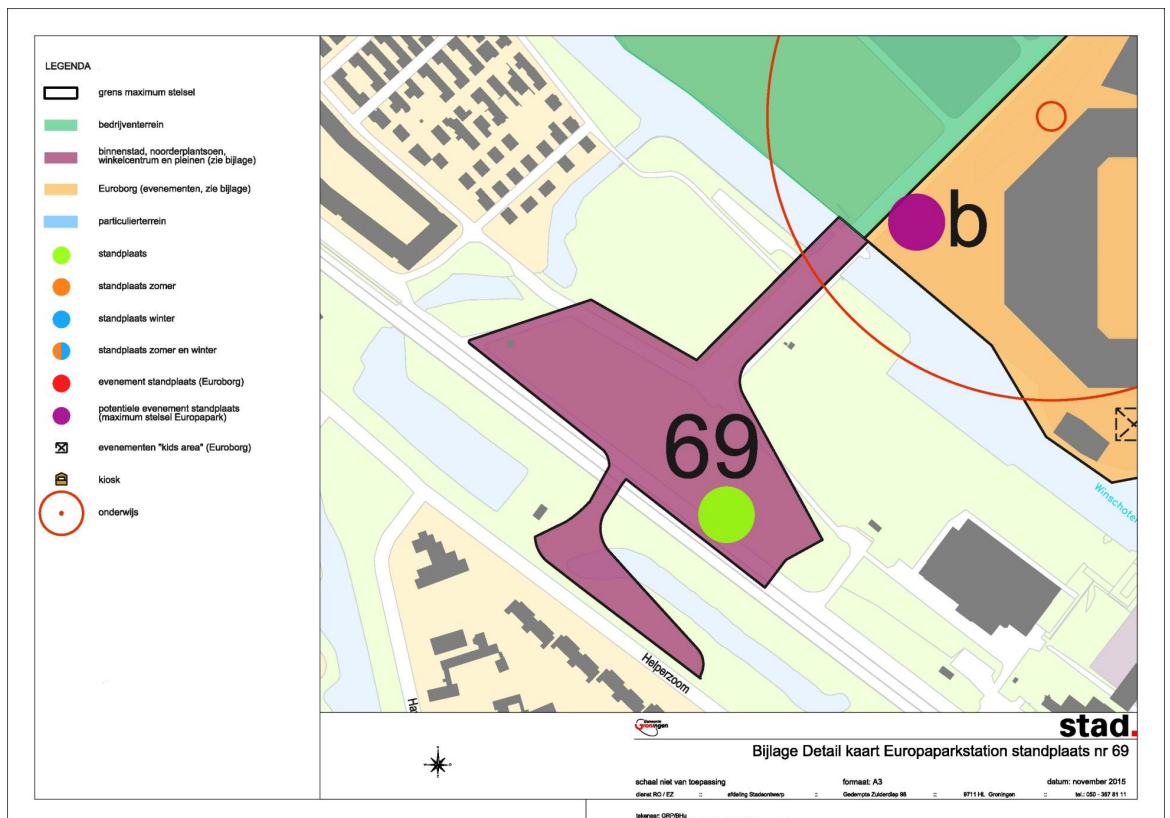 LEGENDA
grens maximum stelsel
bedrijventerrein
binnenstad, noorderplantsoen,
winkelcentrum en pleinen (zie bijlage)
Euroborg (evenementen, zie bijlage)
particulierterrein
standplaats
standplaats zomer
standplaats winter
standplaats zomer en winter
evenement standplaats (Euroborg)
potentiele evenement standplaats
(maximum stelsel Europapark)
evenementen "kids area" (Euroborg)
kiosk
onderwijs
b
69
Winschoter
Helperzoom
Ha
Gemeente
Groningen
stad.
Bijlage Detail kaart Europaparkstation standplaats nr 69
schaal niet van toepassing formaat: A3 datum: november 2015
dienst RO / EZ :: afdeling Stadsontwerp :: Gedempte Zuiderdiep 98 :: 9711 HL Groningen :: tel.: 050 - 367 81 11
tekenaar: GRP/BHu